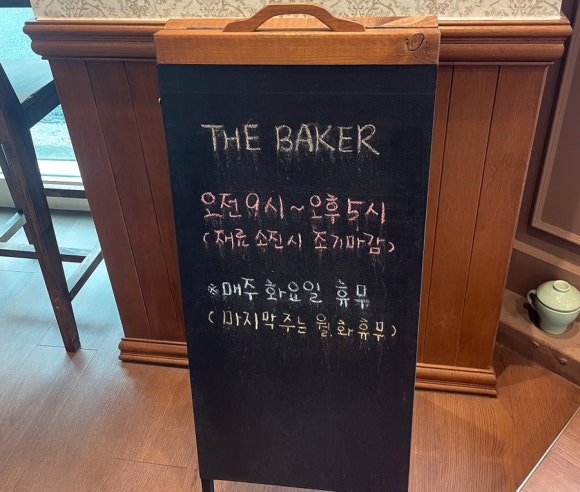 THE BAKER
오전 9시 ~ 오후 5시
(재료 소진시 조기마감)
※매주 화요일 휴무
(마지막주는 월.화 휴무)